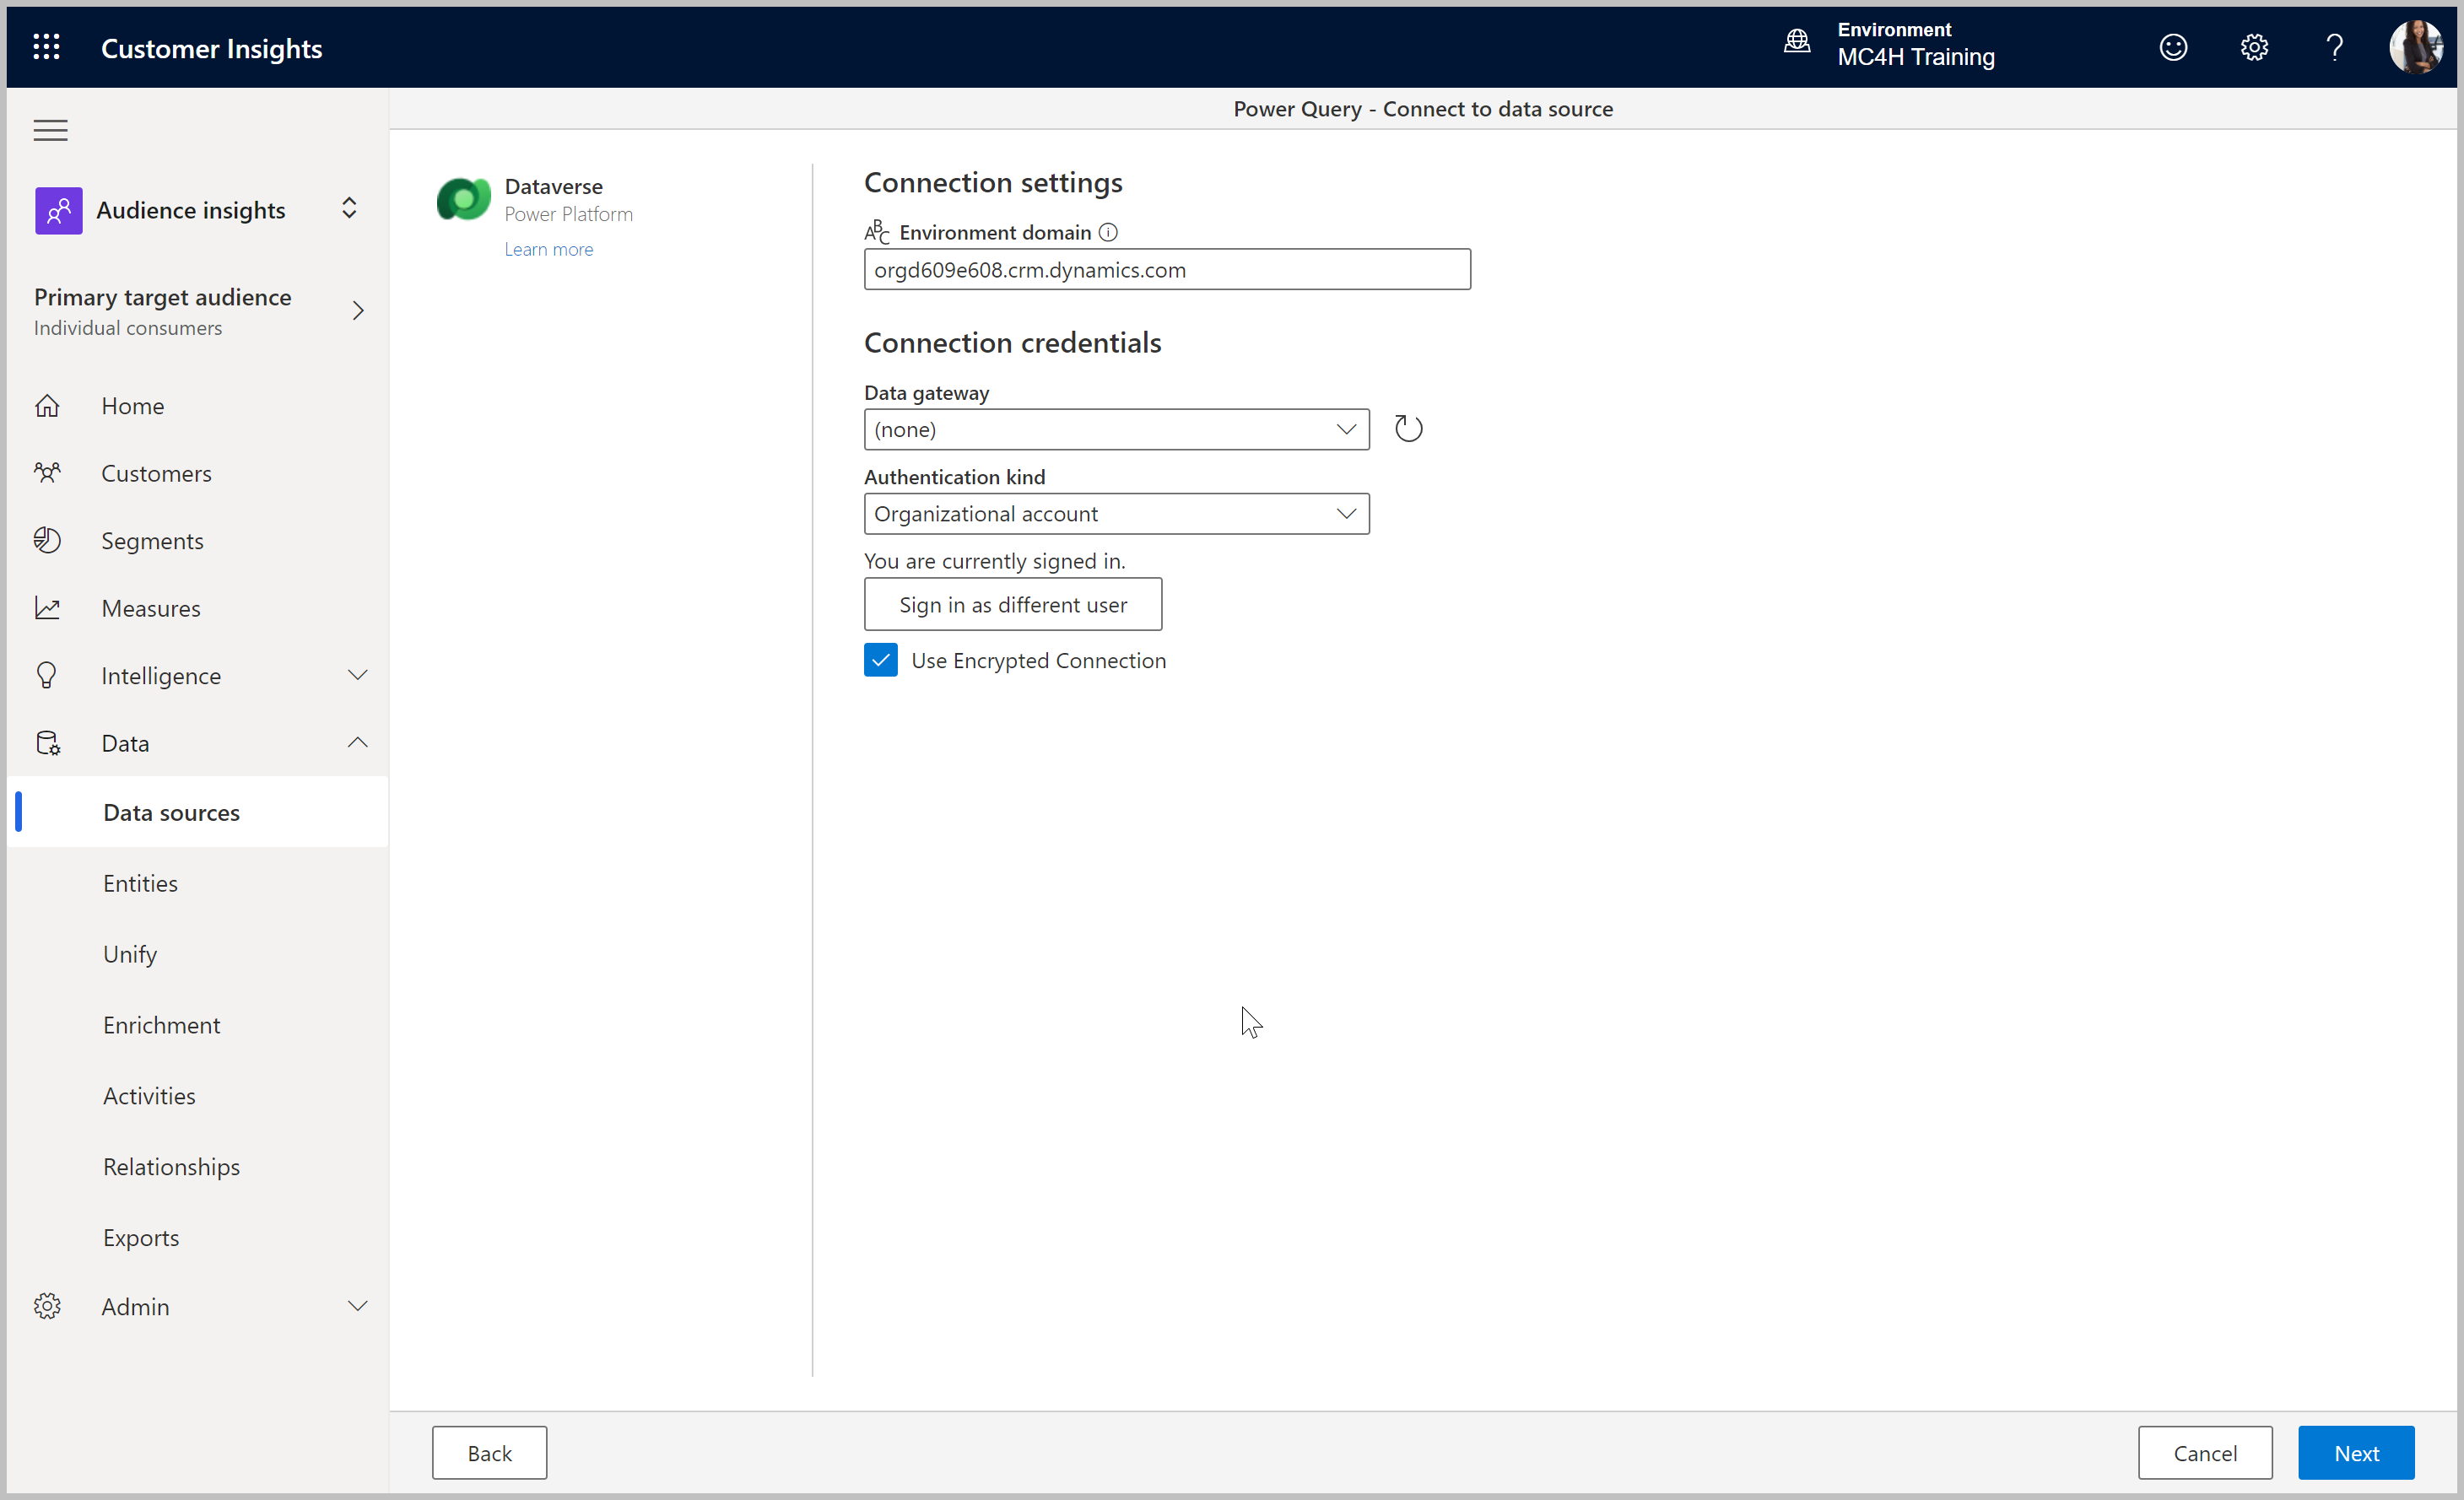 Customer Insights
Environment
MC4H Training
Power Query - Connect to data source
Audience insights
Primary target audience
Individual consumers
Home
Customers
Segments
Measures
Intelligence
Data
Data sources
Entities
Unify
Enrichment
Activities
Relationships
Exports
Admin
Dataverse
Power Platform
Learn more
Connection settings
ABC Environment domain
orgd609e608.crm.dynamics.com
Connection credentials
Data gateway
(none)
Authentication kind
Organizational account
You are currently signed in.
Sign in as different user
Use Encrypted Connection
Back
Cancel
Next